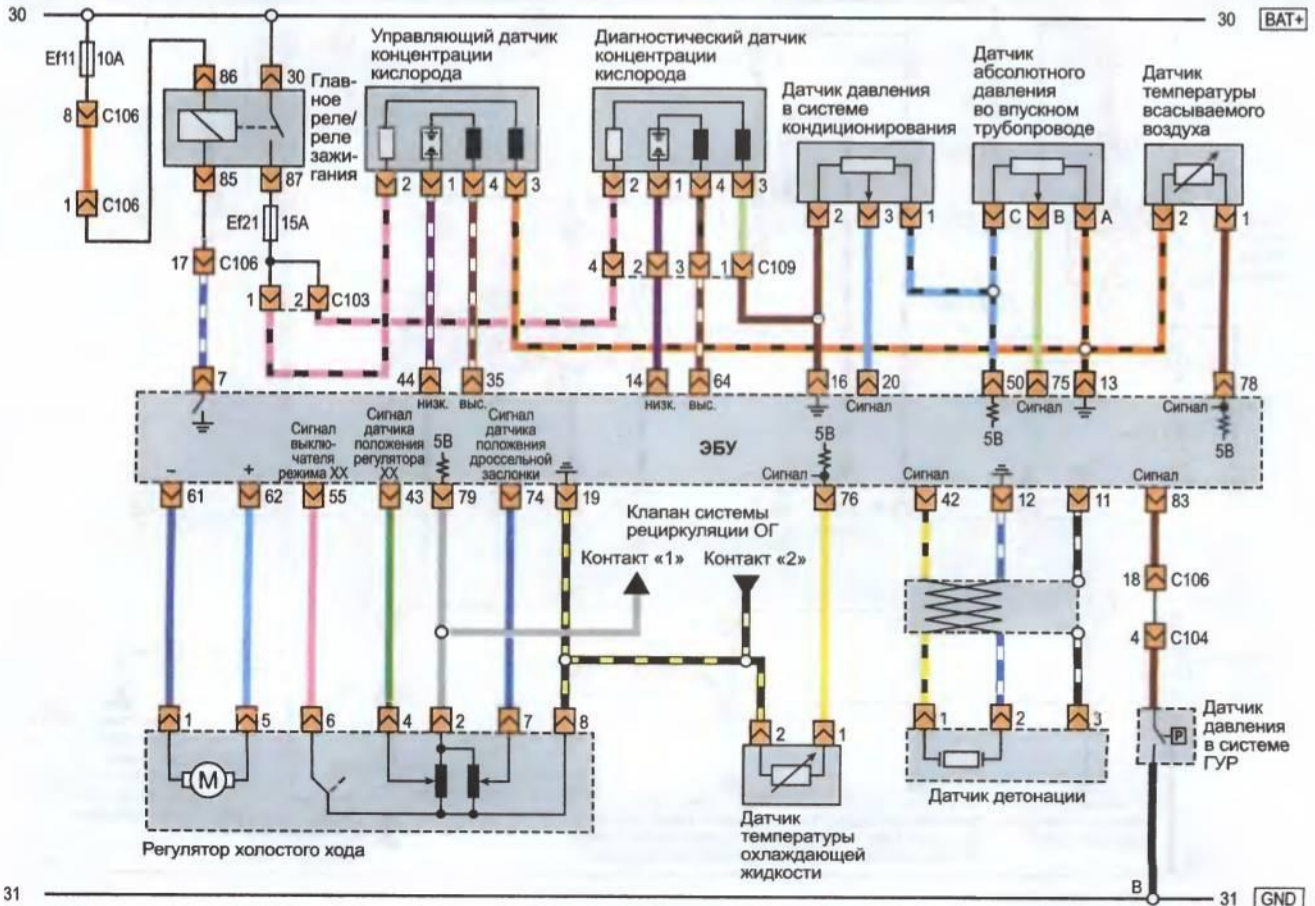 30
30 BAT+
Ef11 10A
8 C106
1 C106
86
30
Глав-
ное
реле/
реле
зажи-
гания
85
87
Ef21 15A
17 C106
1 2 C103
Управляющий датчик
концентрации
кислорода
2 1 4 3
Диагностический датчик
концентрации
кислорода
2 1 4 3
4 2 3 1 C109
Датчик давления
в системе
кондиционирования
2 3 1
Датчик
абсолютного
давления
во впускном
трубопроводе
C B A
Датчик
температуры
всасываемого
воздуха
2 1
7 44 35 14 64 16 20 50 75 13 78
низк. выс. низк. выс. Сигнал Сигнал Сигнал
5В
5В
ЭБУ
Сигнал
выклю-
чателя
режима ХХ
Сигнал
датчика
положения
регулятора
ХХ
5В
Сигнал
датчика
положения
дроссельной
заслонки
5В
Сигнал
Сигнал
Сигнал
– +
61 62 55 43 79 74 19 76 42 12 11 83
Клапан системы
рециркуляции ОГ
Контакт «1» Контакт «2»
18 C106
4 C104
1 5 6 4 2 7 8
M
Регулятор холостого хода
2 1
Датчик
температуры
охлаждающей
жидкости
1 2 3
Датчик детонации
P
Датчик
давления
в системе
ГУР
B
31
31 GND